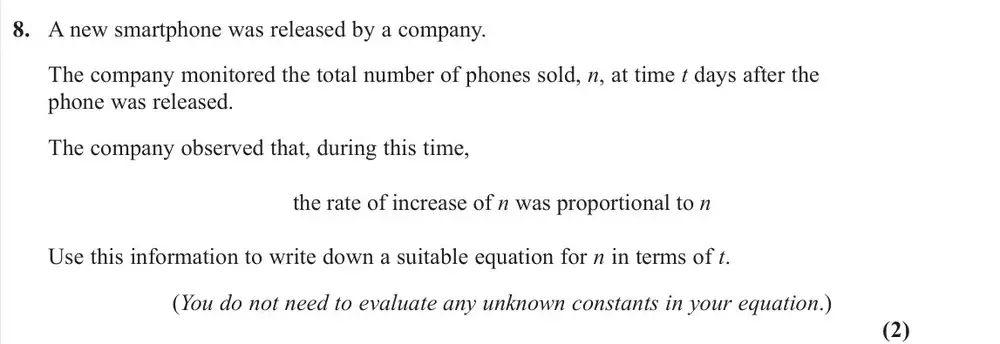 8. A new smartphone was released by a company.
The company monitored the total number of phones sold, n, at time t days after the
phone was released.
The company observed that, during this time,
the rate of increase of n was proportional to n
Use this information to write down a suitable equation for n in terms of t.
(You do not need to evaluate any unknown constants in your equation.)
(2)